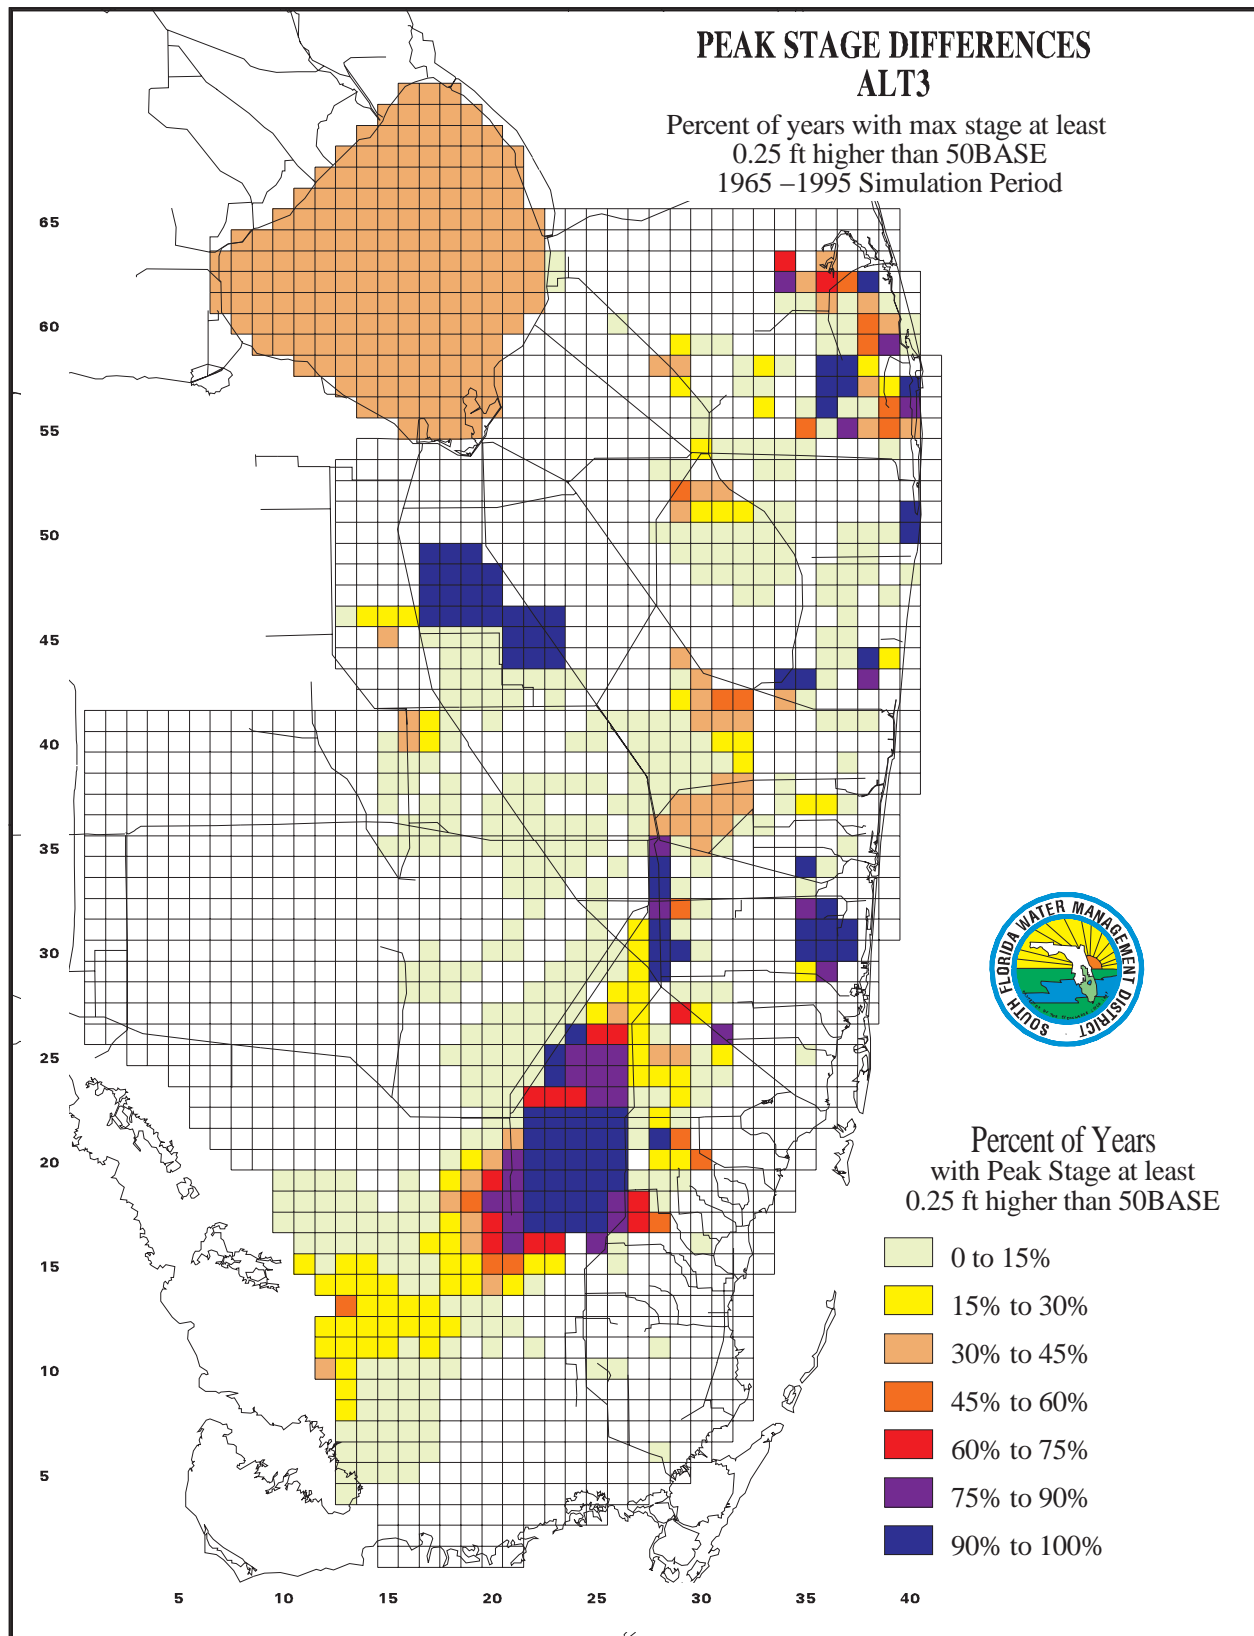 PEAK STAGE DIFFERENCES
ALT3
Percent of years with max stage at least
0.25 ft higher than 50BASE
1965 –1995 Simulation Period
65
60
55
50
45
40
35
30
25
20
15
10
5
5
10
15
20
25
30
35
40
SOUTH FLORIDA WATER MANAGEMENT DISTRICT
Percent of Years
with Peak Stage at least
0.25 ft higher than 50BASE
0 to 15%
15% to 30%
30% to 45%
45% to 60%
60% to 75%
75% to 90%
90% to 100%